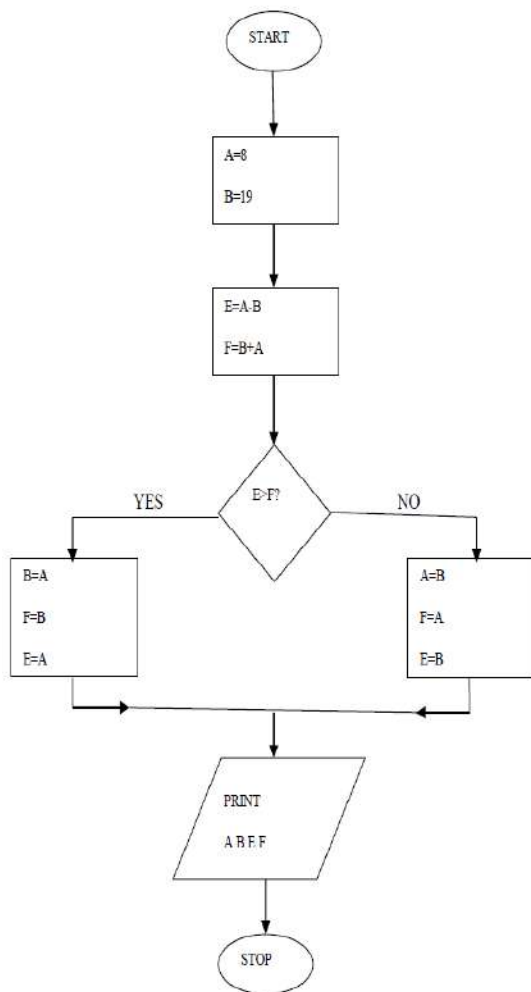 START
A=8
B=19
E=A-B
F=B+A
E>F?
YES
NO
B=A
F=B
E=A
A=B
F=A
E=B
PRINT
A B E F
STOP